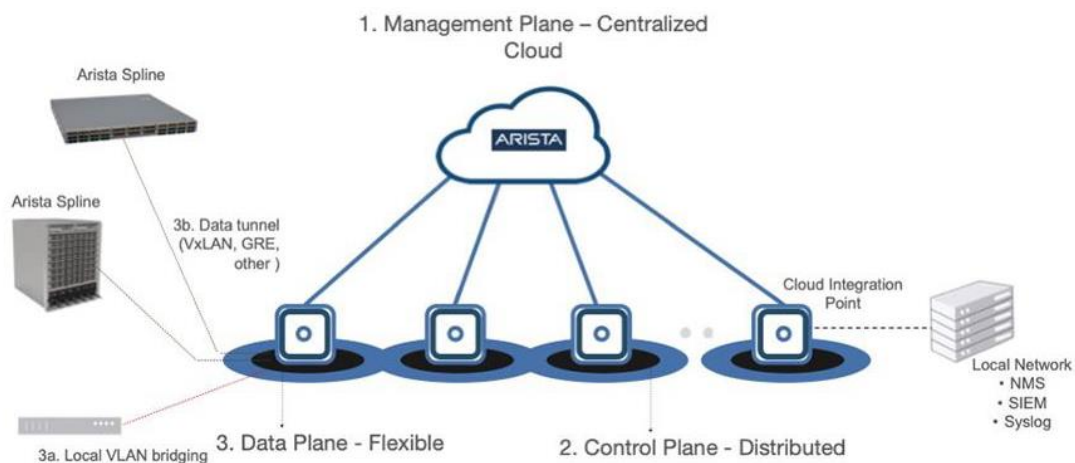 1. Management Plane – Centralized
Cloud
Arista Spline
ARISTA
Arista Spline
3b. Data tunnel
(VxLAN, GRE,
other )
Cloud Integration
Point
Local Network
• NMS
• SIEM
• Syslog
3. Data Plane - Flexible
2. Control Plane - Distributed
3a. Local VLAN bridging